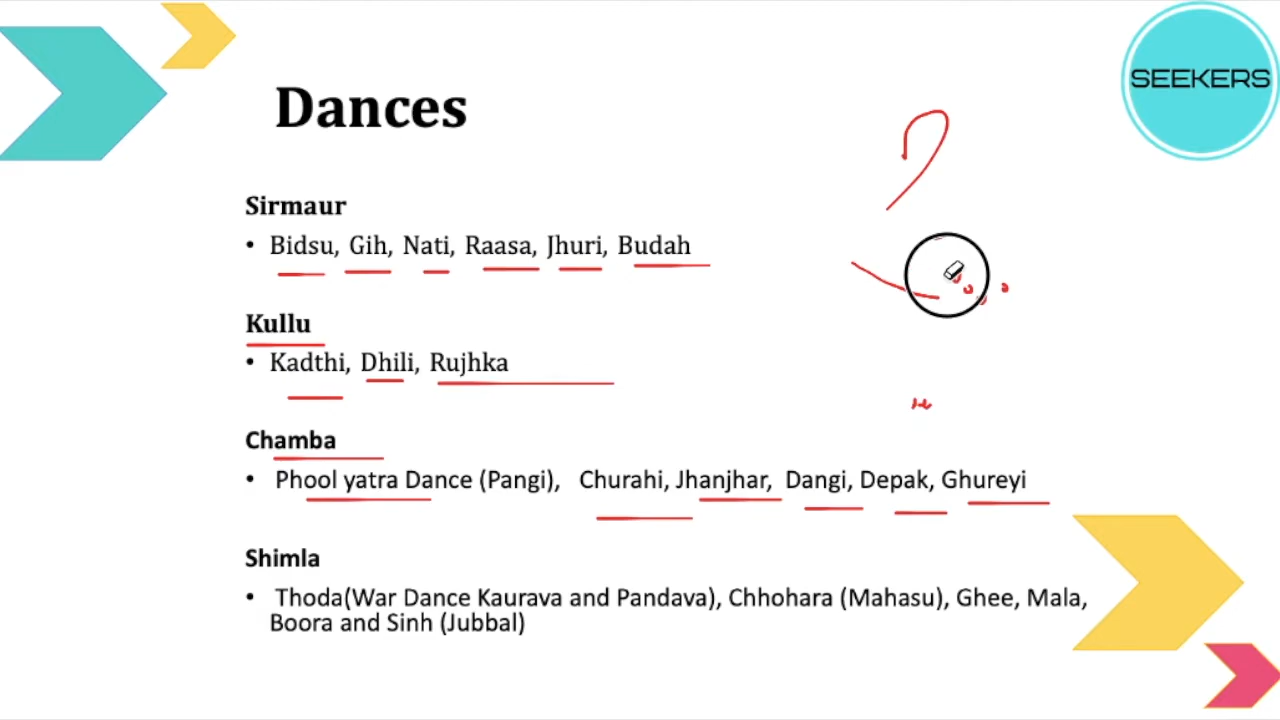 SEEKERS
Dances
Sirmaur
• Bidsu, Gih, Nati, Raasa, Jhuri, Budah
Kullu
• Kadthi, Dhili, Rujhka
Chamba
• Phool yatra Dance (Pangi), Churahi, Jhanjhar, Dangi, Depak, Ghureyi
Shimla
• Thoda(War Dance Kaurava and Pandava), Chhohara (Mahasu), Ghee, Mala,
Boora and Sinh (Jubbal)